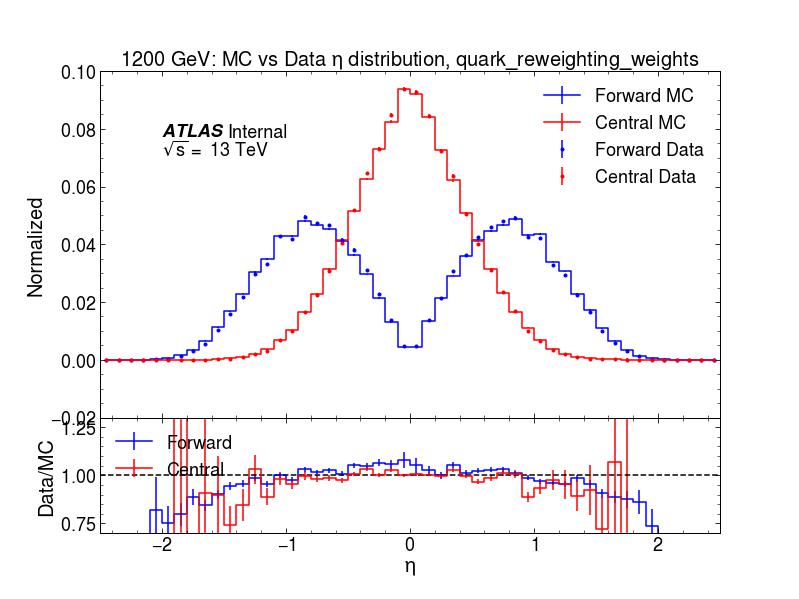 1200 GeV: MC vs Data η distribution, quark_reweighting_weights
0.10
0.08
0.06
0.04
0.02
0.00
−0.02
Normalized
ATLAS Internal
√s = 13 TeV
Forward MC
Central MC
Forward Data
Central Data
1.25
1.00
0.75
Data/MC
Forward
Central
−2
−1
0
1
2
η